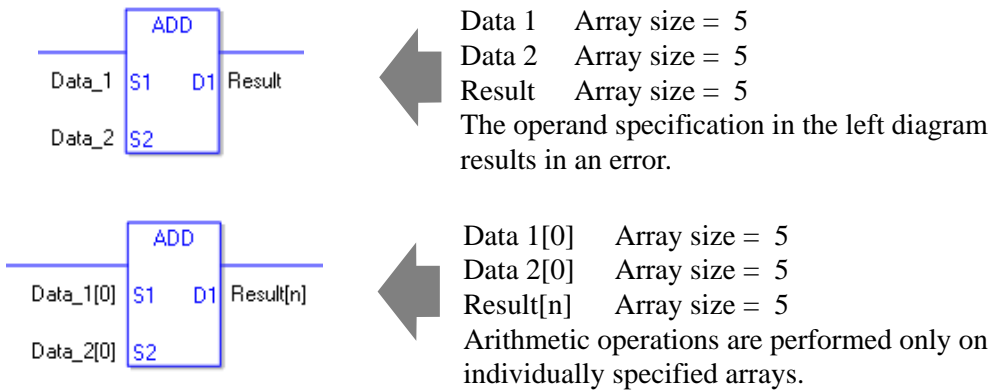 ADD
Data_1 S1 D1 Result
Data_2 S2
Data 1 Array size = 5
Data 2 Array size = 5
Result Array size = 5
The operand specification in the left diagram
results in an error.
ADD
Data_1[0] S1 D1 Result[n]
Data_2[0] S2
Data 1[0] Array size = 5
Data 2[0] Array size = 5
Result[n] Array size = 5
Arithmetic operations are performed only on
individually specified arrays.